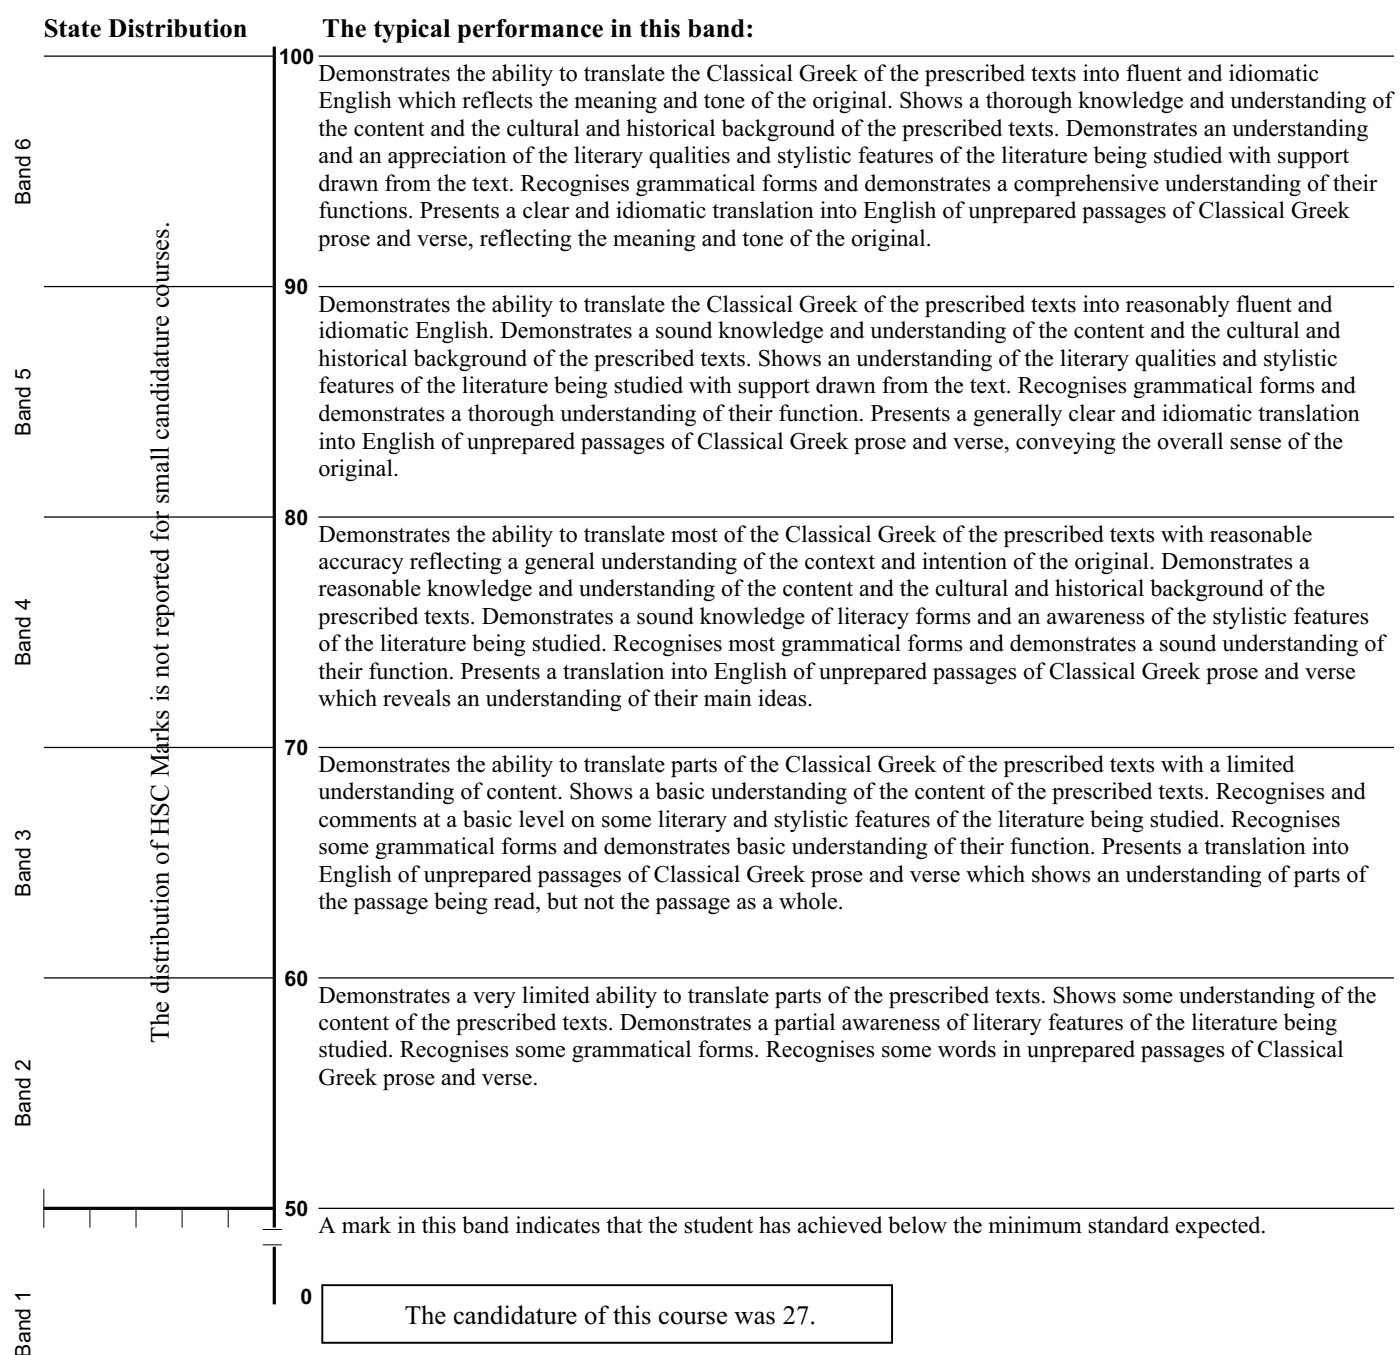 State Distribution
The typical performance in this band:
100
Demonstrates the ability to translate the Classical Greek of the prescribed texts into fluent and idiomatic
English which reflects the meaning and tone of the original. Shows a thorough knowledge and understanding of
the content and the cultural and historical background of the prescribed texts. Demonstrates an understanding
and an appreciation of the literary qualities and stylistic features of the literature being studied with support
drawn from the text. Recognises grammatical forms and demonstrates a comprehensive understanding of their
functions. Presents a clear and idiomatic translation into English of unprepared passages of Classical Greek
prose and verse, reflecting the meaning and tone of the original.
Band 6
90
Demonstrates the ability to translate the Classical Greek of the prescribed texts into reasonably fluent and
idiomatic English. Demonstrates a sound knowledge and understanding of the content and the cultural and
historical background of the prescribed texts. Shows an understanding of the literary qualities and stylistic
features of the literature being studied with support drawn from the text. Recognises grammatical forms and
demonstrates a thorough understanding of their function. Presents a generally clear and idiomatic translation
into English of unprepared passages of Classical Greek prose and verse, conveying the overall sense of the
original.
Band 5
80
Demonstrates the ability to translate most of the Classical Greek of the prescribed texts with reasonable
accuracy reflecting a general understanding of the context and intention of the original. Demonstrates a
reasonable knowledge and understanding of the content and the cultural and historical background of the
prescribed texts. Demonstrates a sound knowledge of literacy forms and an awareness of the stylistic features
of the literature being studied. Recognises most grammatical forms and demonstrates a sound understanding of
their function. Presents a translation into English of unprepared passages of Classical Greek prose and verse
which reveals an understanding of their main ideas.
Band 4
70
Demonstrates the ability to translate parts of the Classical Greek of the prescribed texts with a limited
understanding of content. Shows a basic understanding of the content of the prescribed texts. Recognises and
comments at a basic level on some literary and stylistic features of the literature being studied. Recognises
some grammatical forms and demonstrates basic understanding of their function. Presents a translation into
English of unprepared passages of Classical Greek prose and verse which shows an understanding of parts of
the passage being read, but not the passage as a whole.
Band 3
60
Demonstrates a very limited ability to translate parts of the prescribed texts. Shows some understanding of the
content of the prescribed texts. Demonstrates a partial awareness of literary features of the literature being
studied. Recognises some grammatical forms. Recognises some words in unprepared passages of Classical
Greek prose and verse.
Band 2
50
A mark in this band indicates that the student has achieved below the minimum standard expected.
0
Band 1
The distribution of HSC Marks is not reported for small candidature courses.
The candidature of this course was 27.